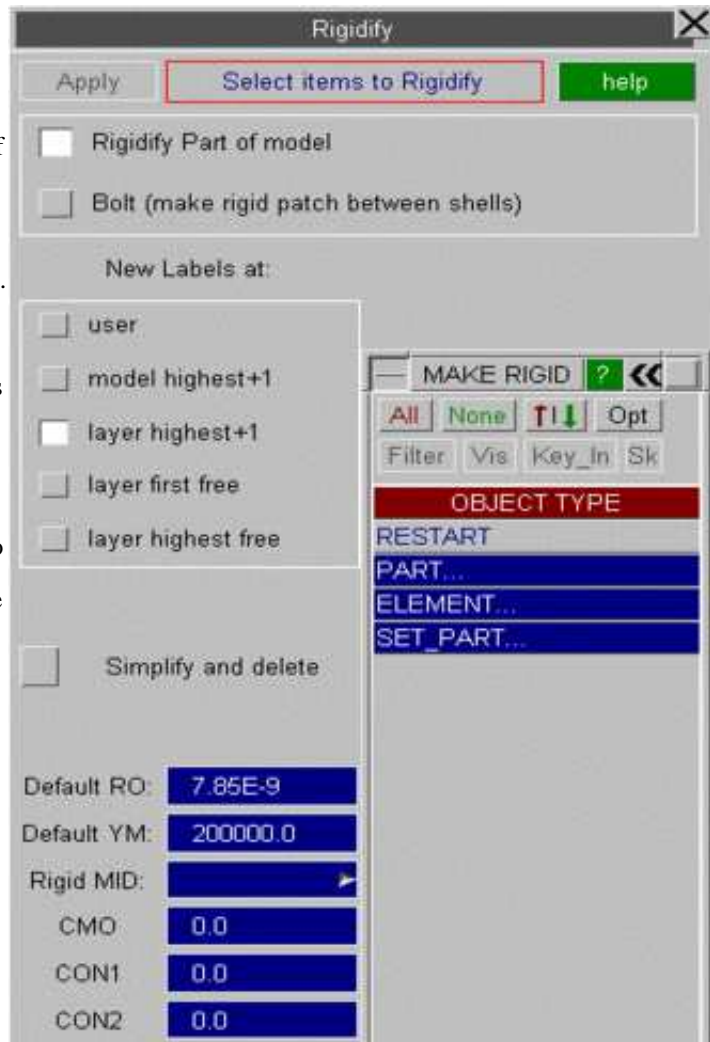 Rigidify
Apply Select items to Rigidify help
Rigidify Part of model
Bolt (make rigid patch between shells)
New Labels at:
user
model highest+1
layer highest+1
layer first free
layer highest free
Simplify and delete
Default RO: 7.85E-9
Default YM: 200000.0
Rigid MID:
CMO 0.0
CON1 0.0
CON2 0.0
MAKE RIGID ?
All None Opt
Filter Vis Key_In Sk
OBJECT TYPE
RESTART
PART...
ELEMENT...
SET_PART...